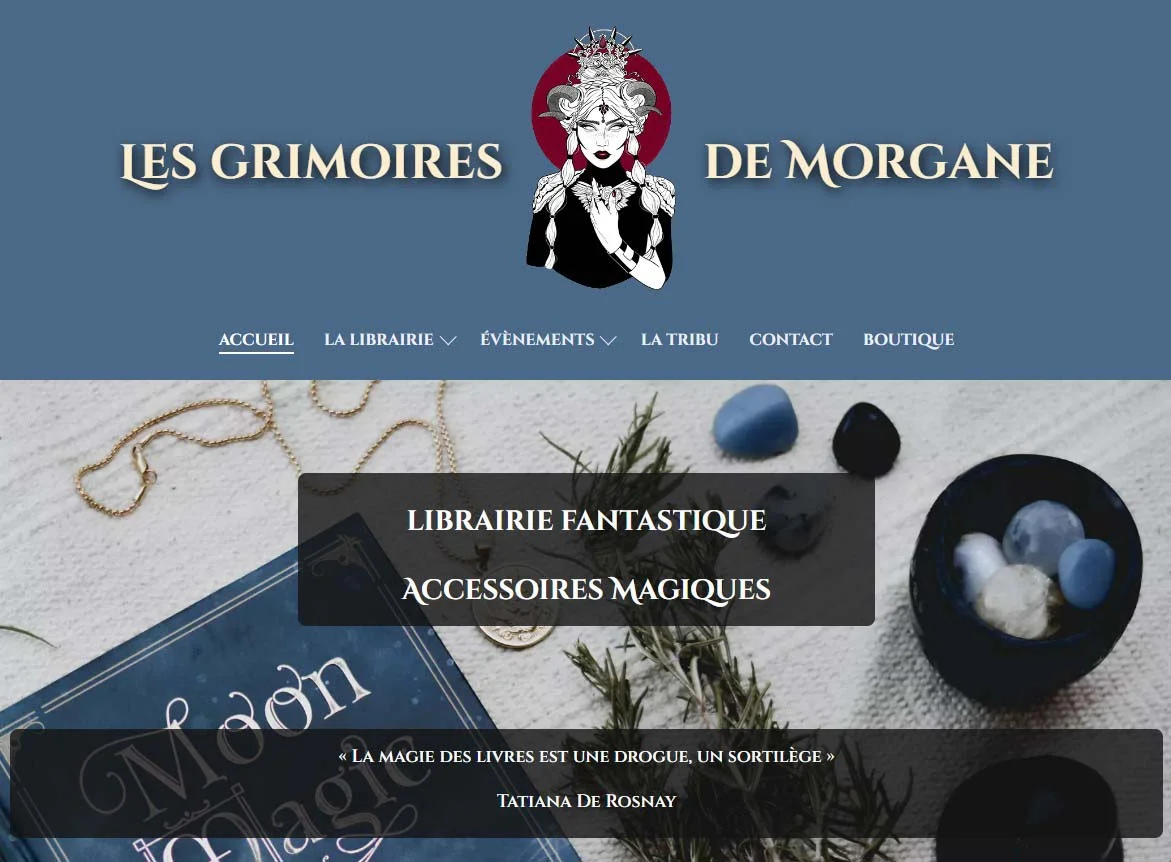 Les grimoires de Morgane
ACCUEIL LA LIBRAIRIE ÉVÈNEMENTS LA TRIBU CONTACT BOUTIQUE
librairie fantastique
Accessoires Magiques
Moon
Magic
« La magie des livres est une drogue, un sortilège »
Tatiana De Rosnay